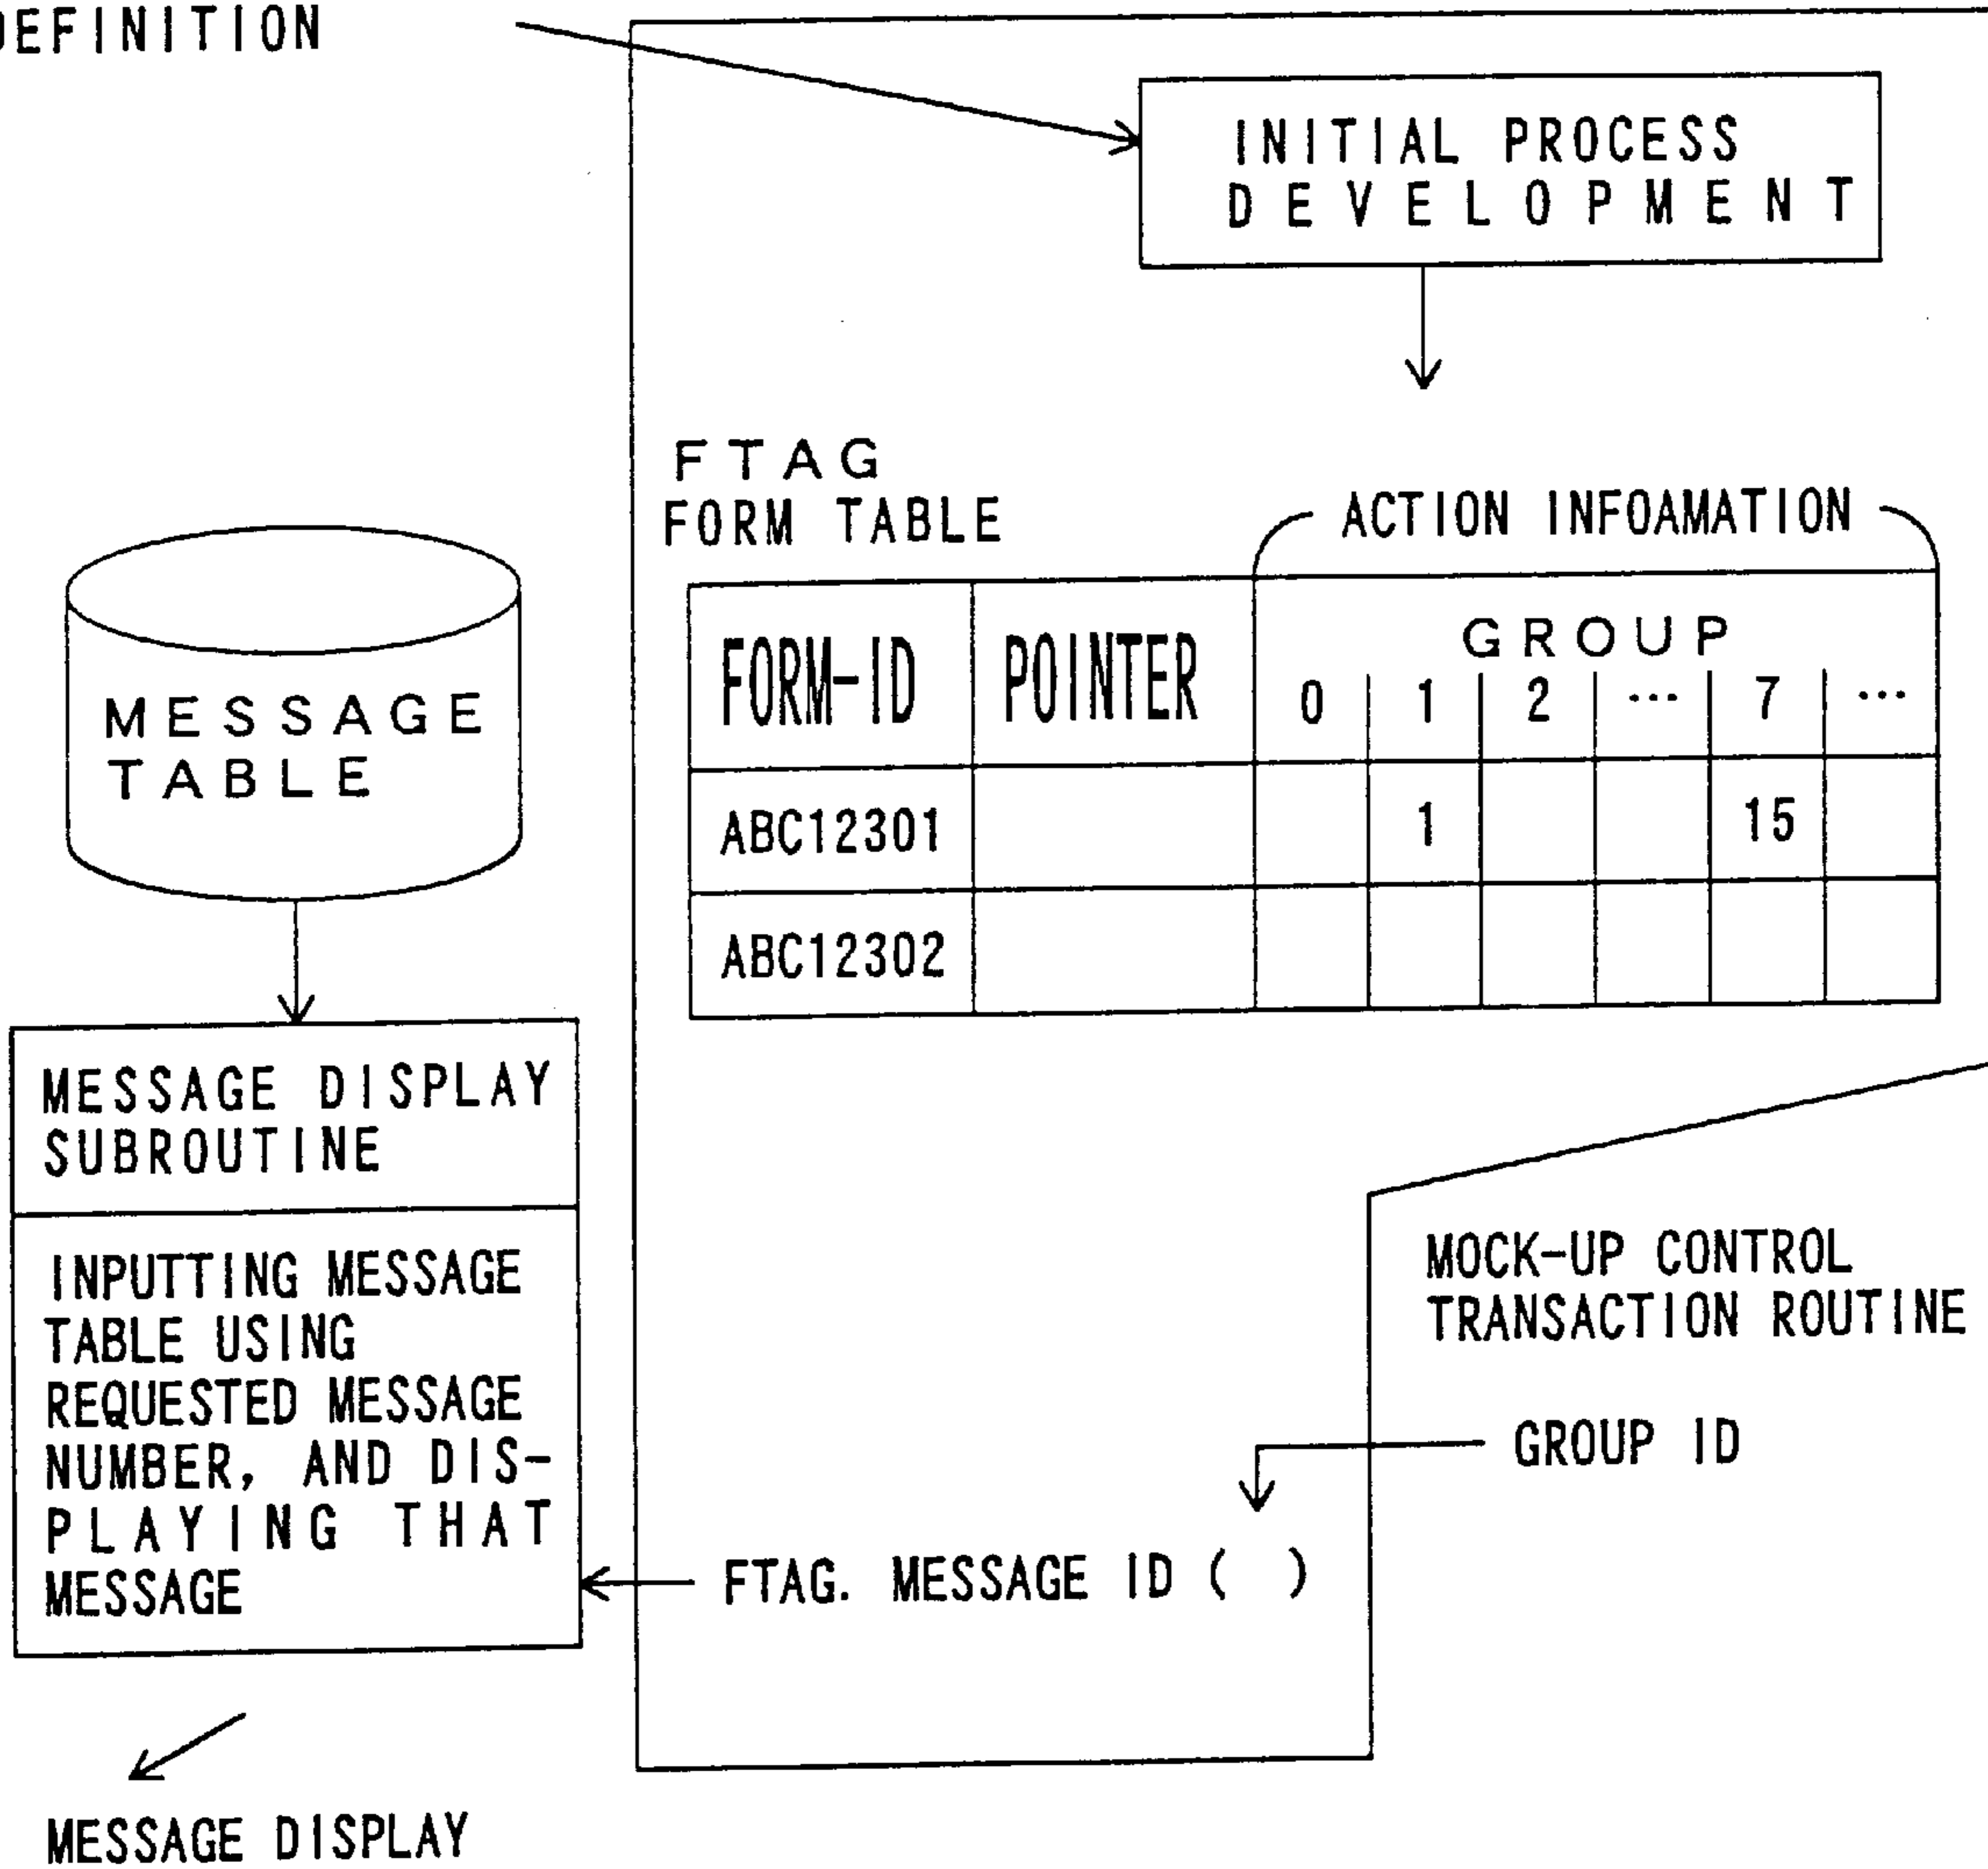 DEFINITION
INITIAL PROCESS
DEVELOPMENT
FTAG
FORM TABLE
ACTION INFOAMATION
FORM-ID POINTER GROUP
0 1 2 ... 7 ...
ABC12301 1 15
ABC12302
MESSAGE
TABLE
MESSAGE DISPLAY
SUBROUTINE
INPUTTING MESSAGE
TABLE USING
REQUESTED MESSAGE
NUMBER, AND DIS-
PLAYING THAT
MESSAGE
MOCK-UP CONTROL
TRANSACTION ROUTINE
GROUP ID
FTAG. MESSAGE ID ( )
MESSAGE DISPLAY